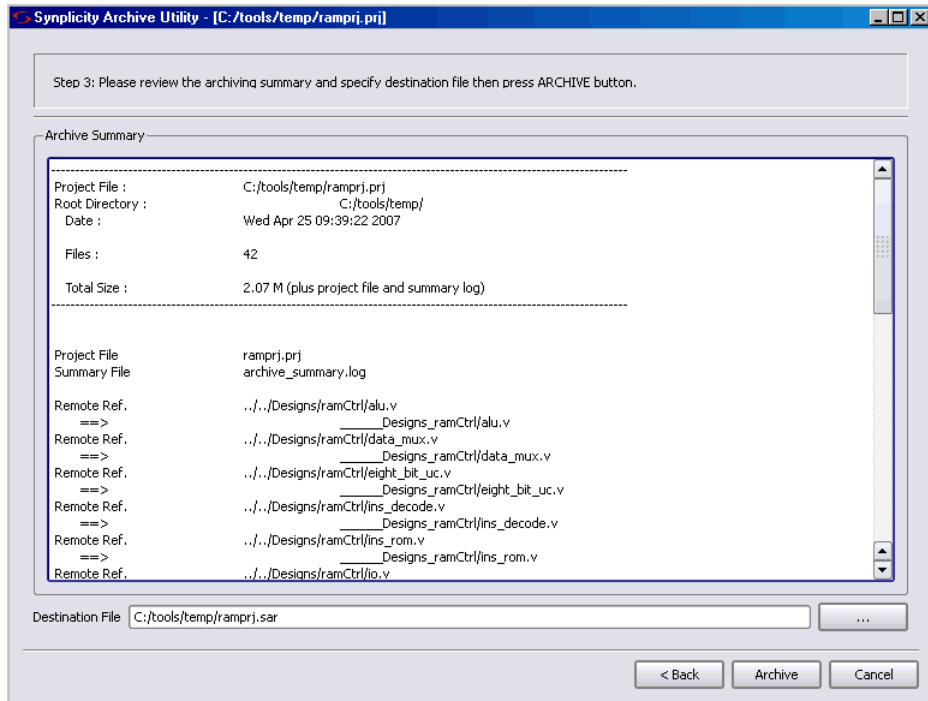 Synplicity Archive Utility - [C:/tools/temp/ramprj.prj]
Step 3: Please review the archiving summary and specify destination file then press ARCHIVE button.
Archive Summary
--------------------------------------------------------------------------------
Project File : C:/tools/temp/ramprj.prj
Root Directory : C:/tools/temp/
Date : Wed Apr 25 09:39:22 2007
Files : 42
Total Size : 2.07 M (plus project file and summary log)
--------------------------------------------------------------------------------
Project File ramprj.prj
Summary File archive_summary.log
Remote Ref. ../../Designs/ramCtrl/alu.v
==> ______Designs_ramCtrl/alu.v
Remote Ref. ../../Designs/ramCtrl/data_mux.v
==> ______Designs_ramCtrl/data_mux.v
Remote Ref. ../../Designs/ramCtrl/eight_bit_uc.v
==> ______Designs_ramCtrl/eight_bit_uc.v
Remote Ref. ../../Designs/ramCtrl/ins_decode.v
==> ______Designs_ramCtrl/ins_decode.v
Remote Ref. ../../Designs/ramCtrl/ins_rom.v
==> ______Designs_ramCtrl/ins_rom.v
Remote Ref. ../../Designs/ramCtrl/io.v
Destination File C:/tools/temp/ramprj.sar ...
< Back Archive Cancel